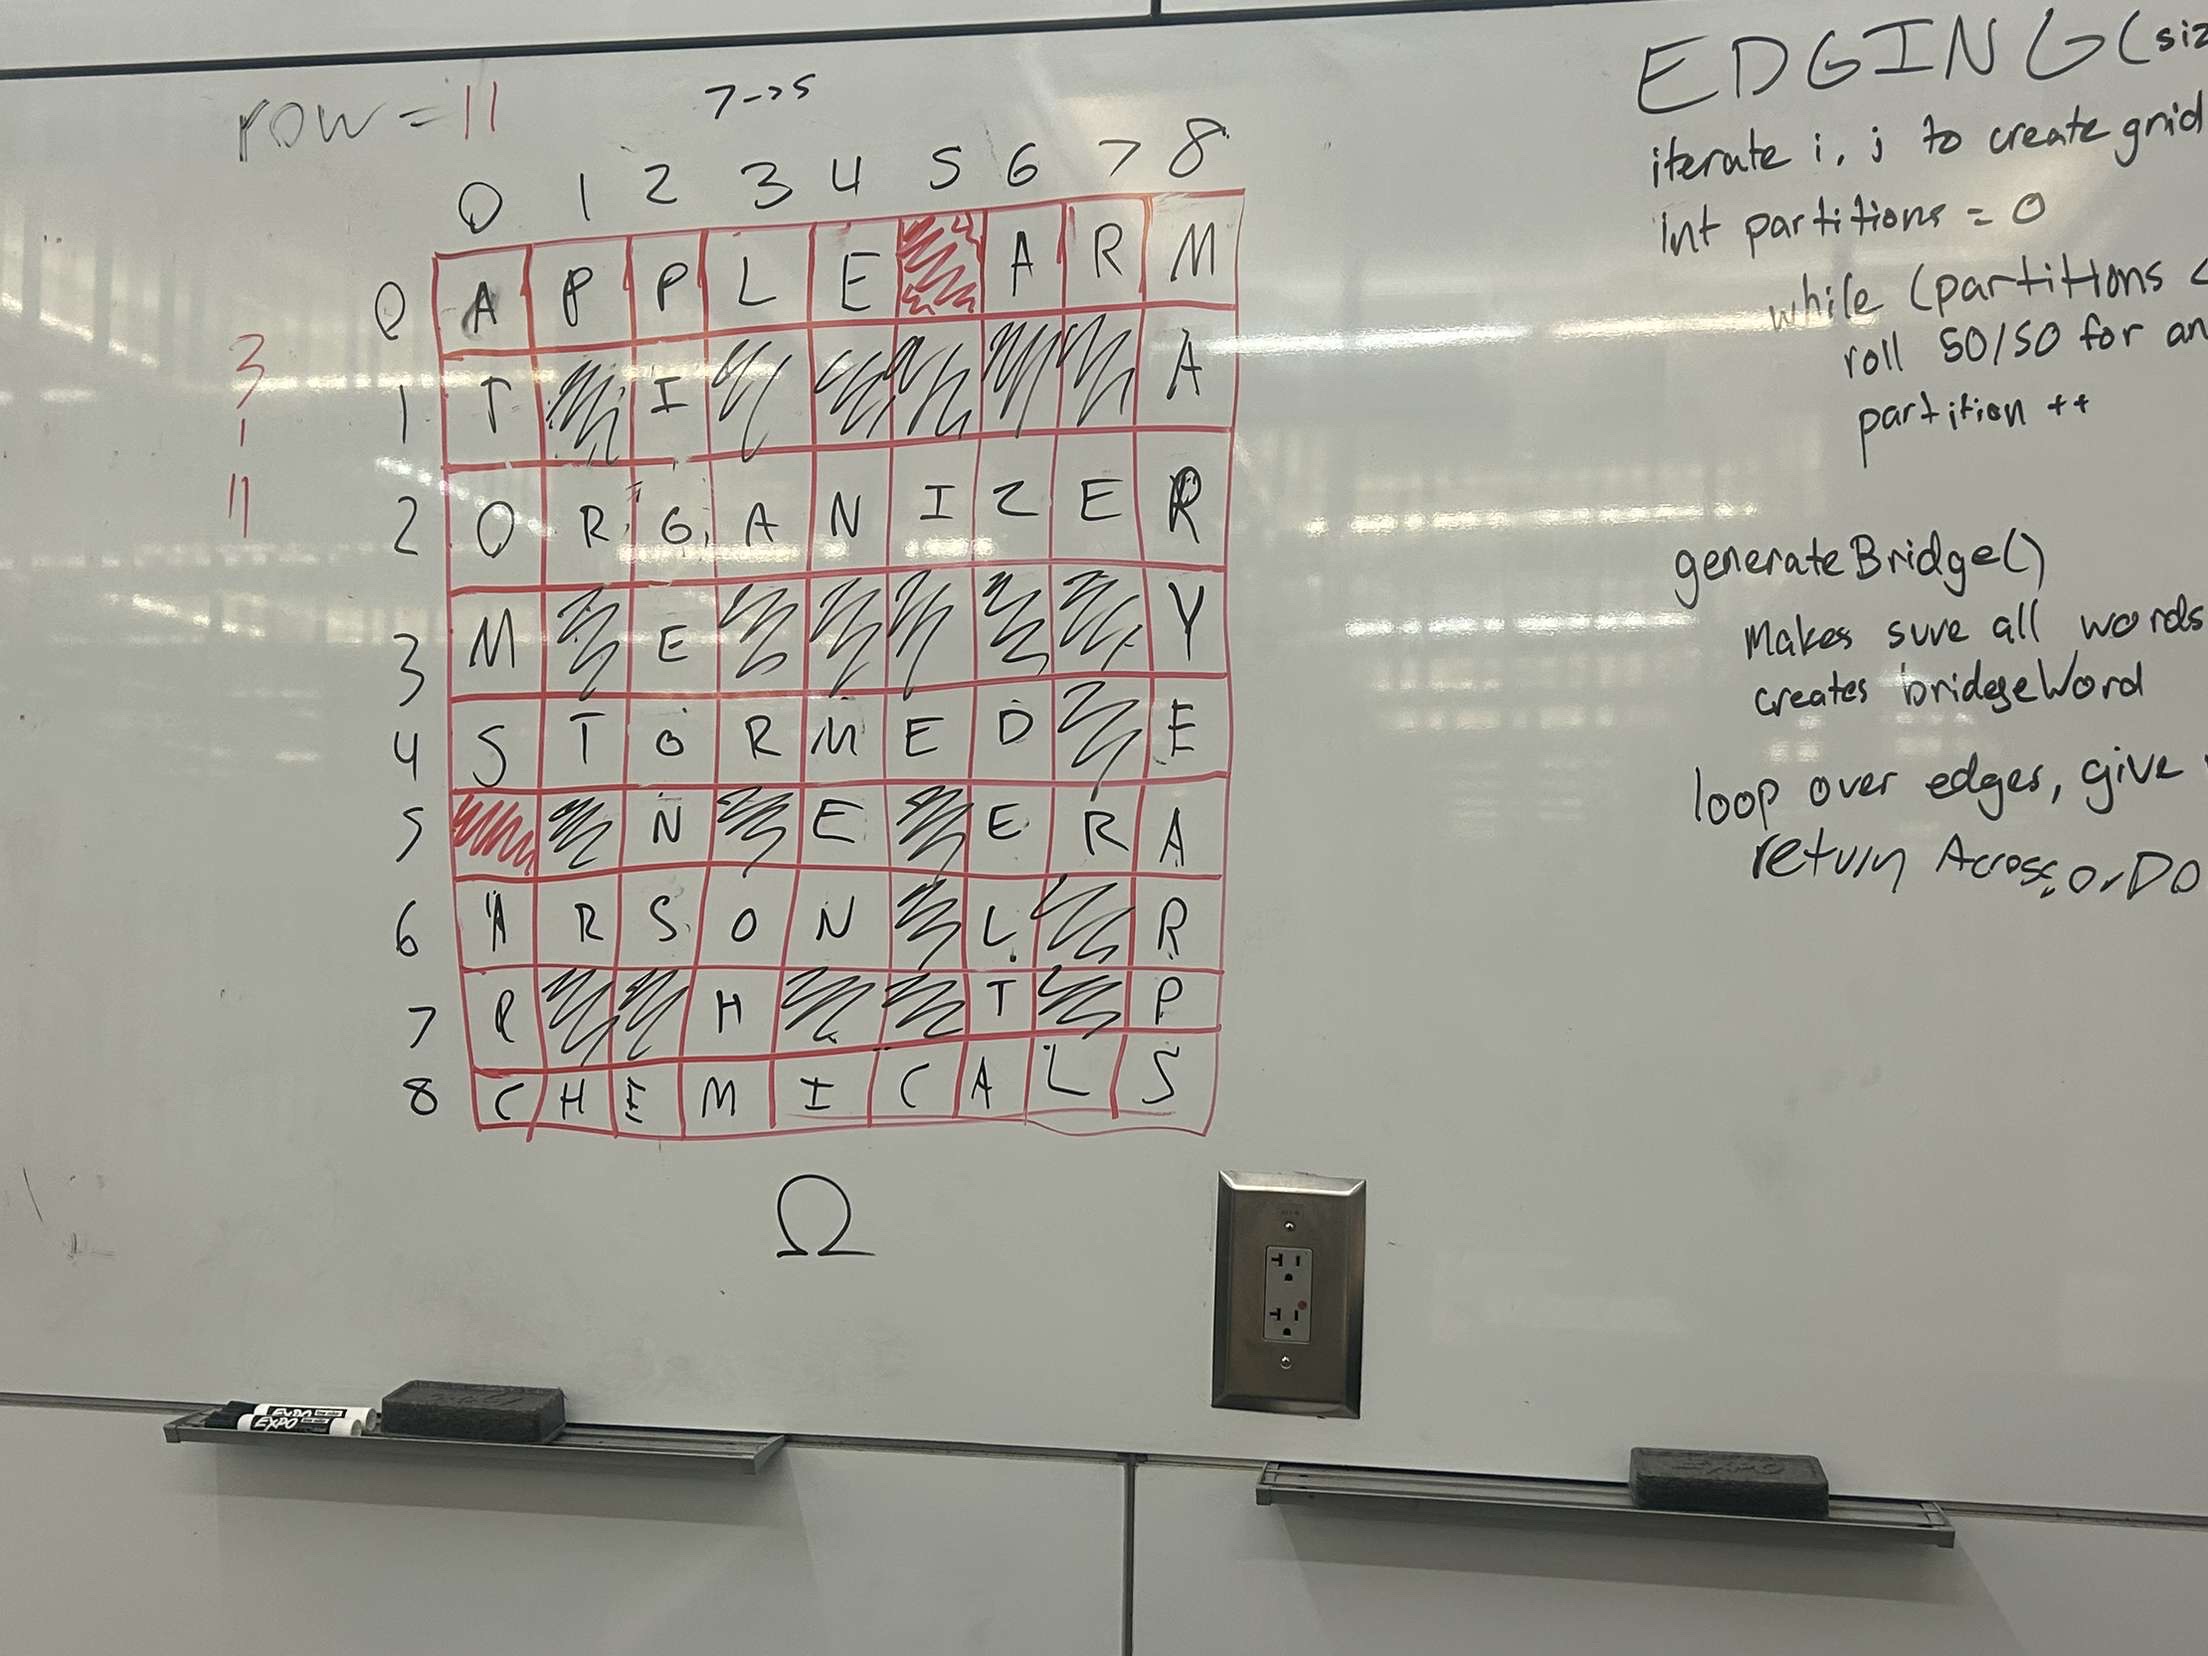 row = 11
7->5
0 1 2 3 4 5 6 7 8
0 A P P L E A R M
3
1 T I A
1
11
2 O R G A N I Z E R
3 M E Y
4 S T O R M E D E
5 N E E R A
6 A R S O N L R
7 H T P
8 C H E M I C A L S
Ω
EDGING(siz
iterate i, j to create grid
int partitions = 0
while (partitions <
roll 50/50 for an
partition ++
generateBridge()
Makes sure all words
creates bridgeWord
loop over edges, give
return Across, or DO
EXPO
EXPO